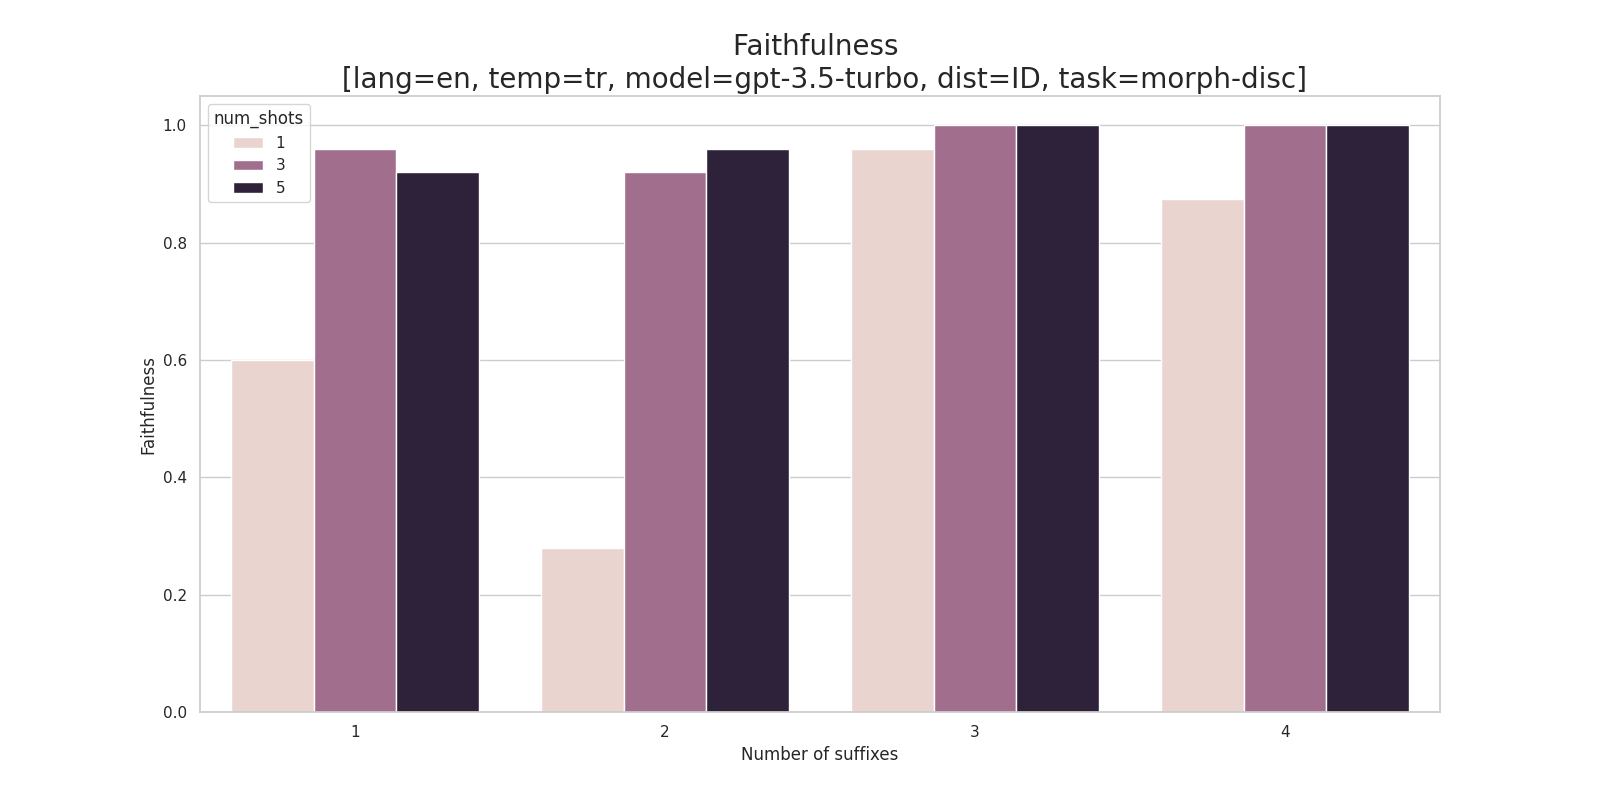 Faithfulness
[lang=en, temp=tr, model=gpt-3.5-turbo, dist=ID, task=morph-disc]
num_shots
1
3
5
1.0
0.8
0.6
0.4
0.2
0.0
Faithfulness
1 2 3 4
Number of suffixes